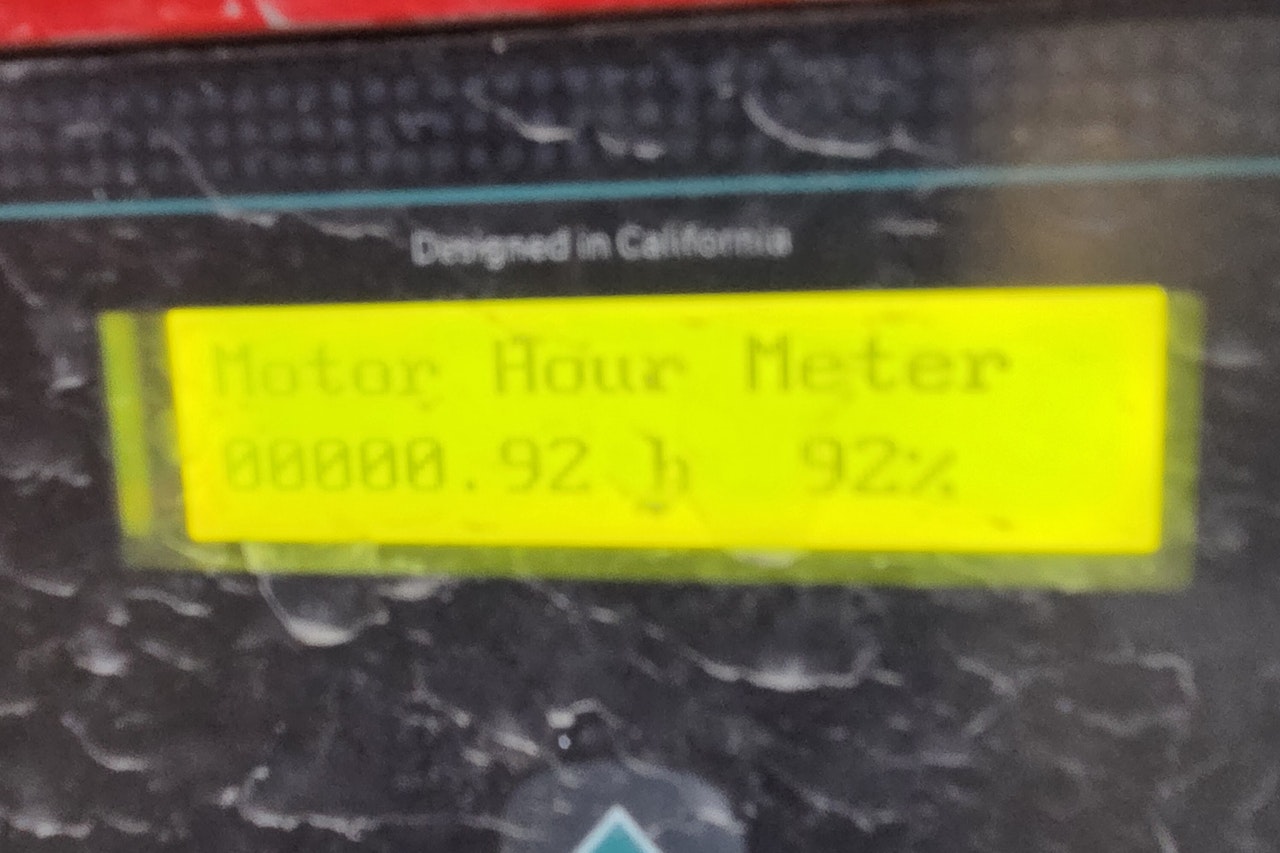 Designed in California
Motor Hour Meter
00000.92 h 92%